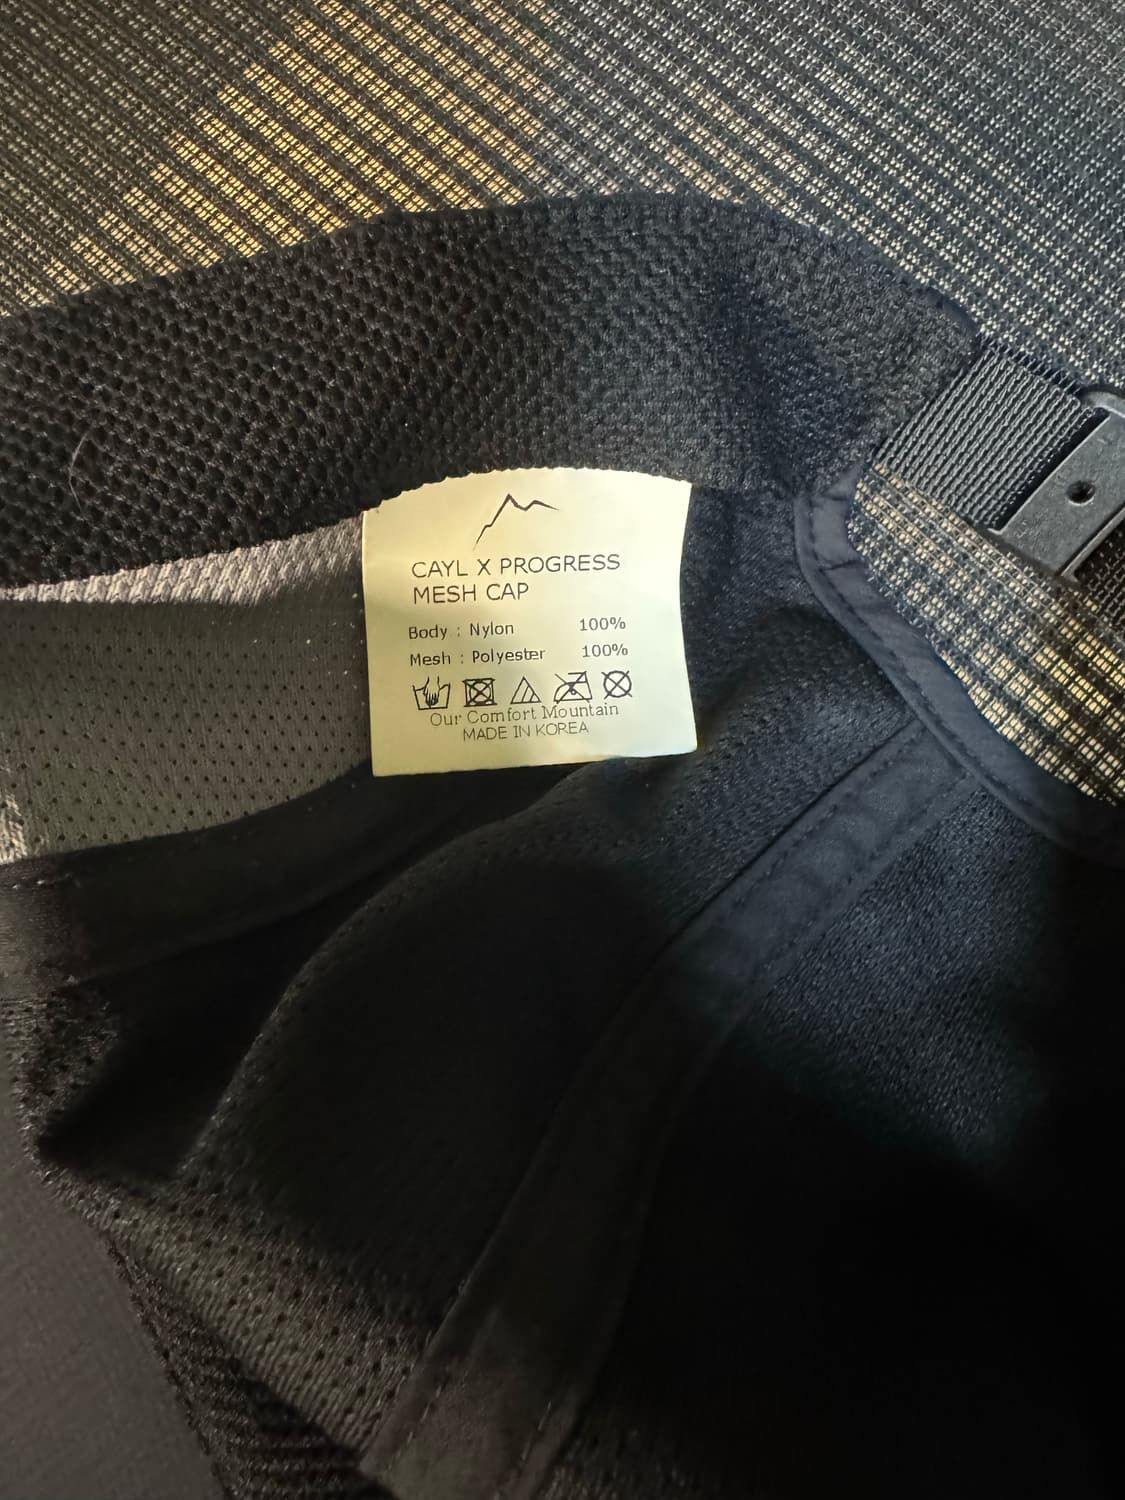 CAYL X PROGRESS
MESH CAP
Body : Nylon 100%
Mesh : Polyester 100%
Our Comfort Mountain
MADE IN KOREA